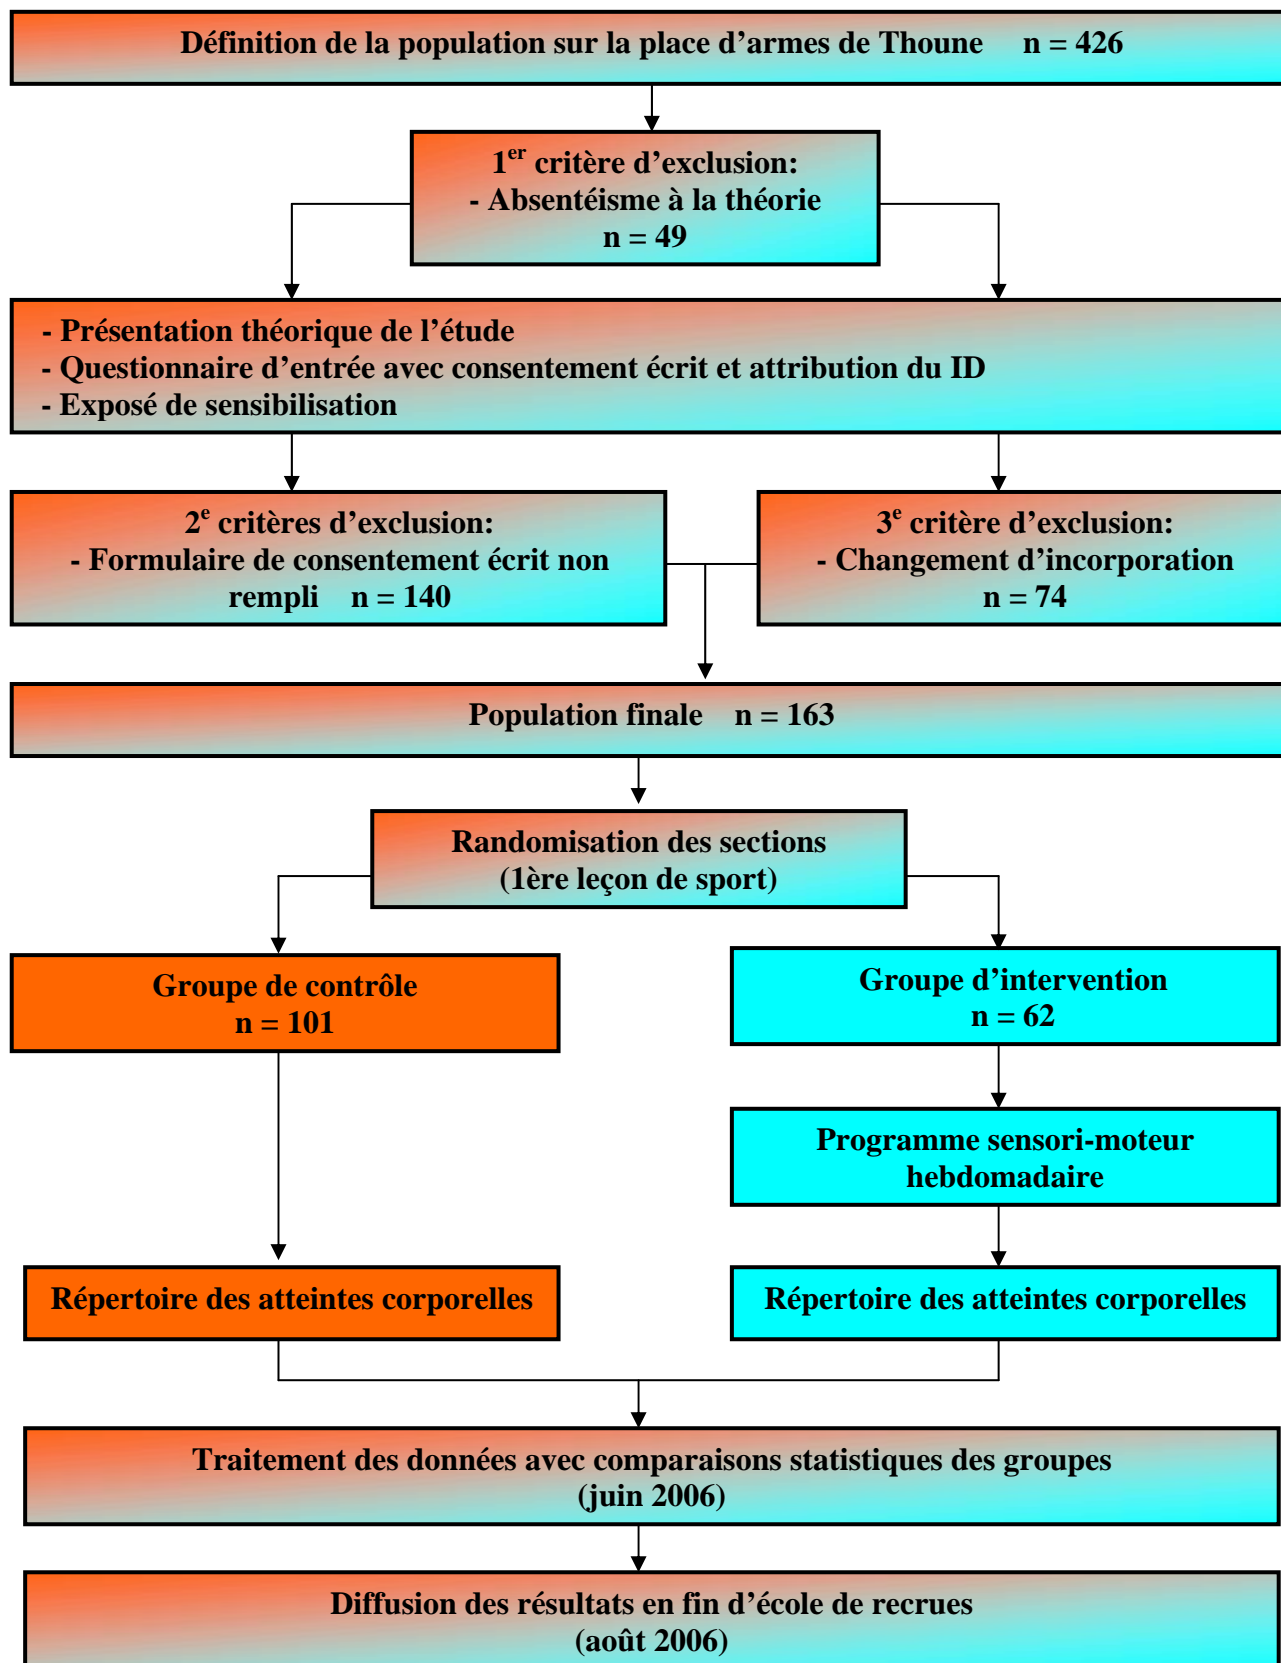 Définition de la population sur la place d’armes de Thoune n = 426
1er critère d’exclusion:
- Absentéisme à la théorie
n = 49
- Présentation théorique de l’étude
- Questionnaire d’entrée avec consentement écrit et attribution du ID
- Exposé de sensibilisation
2e critères d’exclusion:
- Formulaire de consentement écrit non
rempli n = 140
3e critère d’exclusion:
- Changement d’incorporation
n = 74
Population finale n = 163
Randomisation des sections
(1ère leçon de sport)
Groupe de contrôle
n = 101
Groupe d’intervention
n = 62
Programme sensori-moteur
hebdomadaire
Répertoire des atteintes corporelles
Répertoire des atteintes corporelles
Traitement des données avec comparaisons statistiques des groupes
(juin 2006)
Diffusion des résultats en fin d’école de recrues
(août 2006)